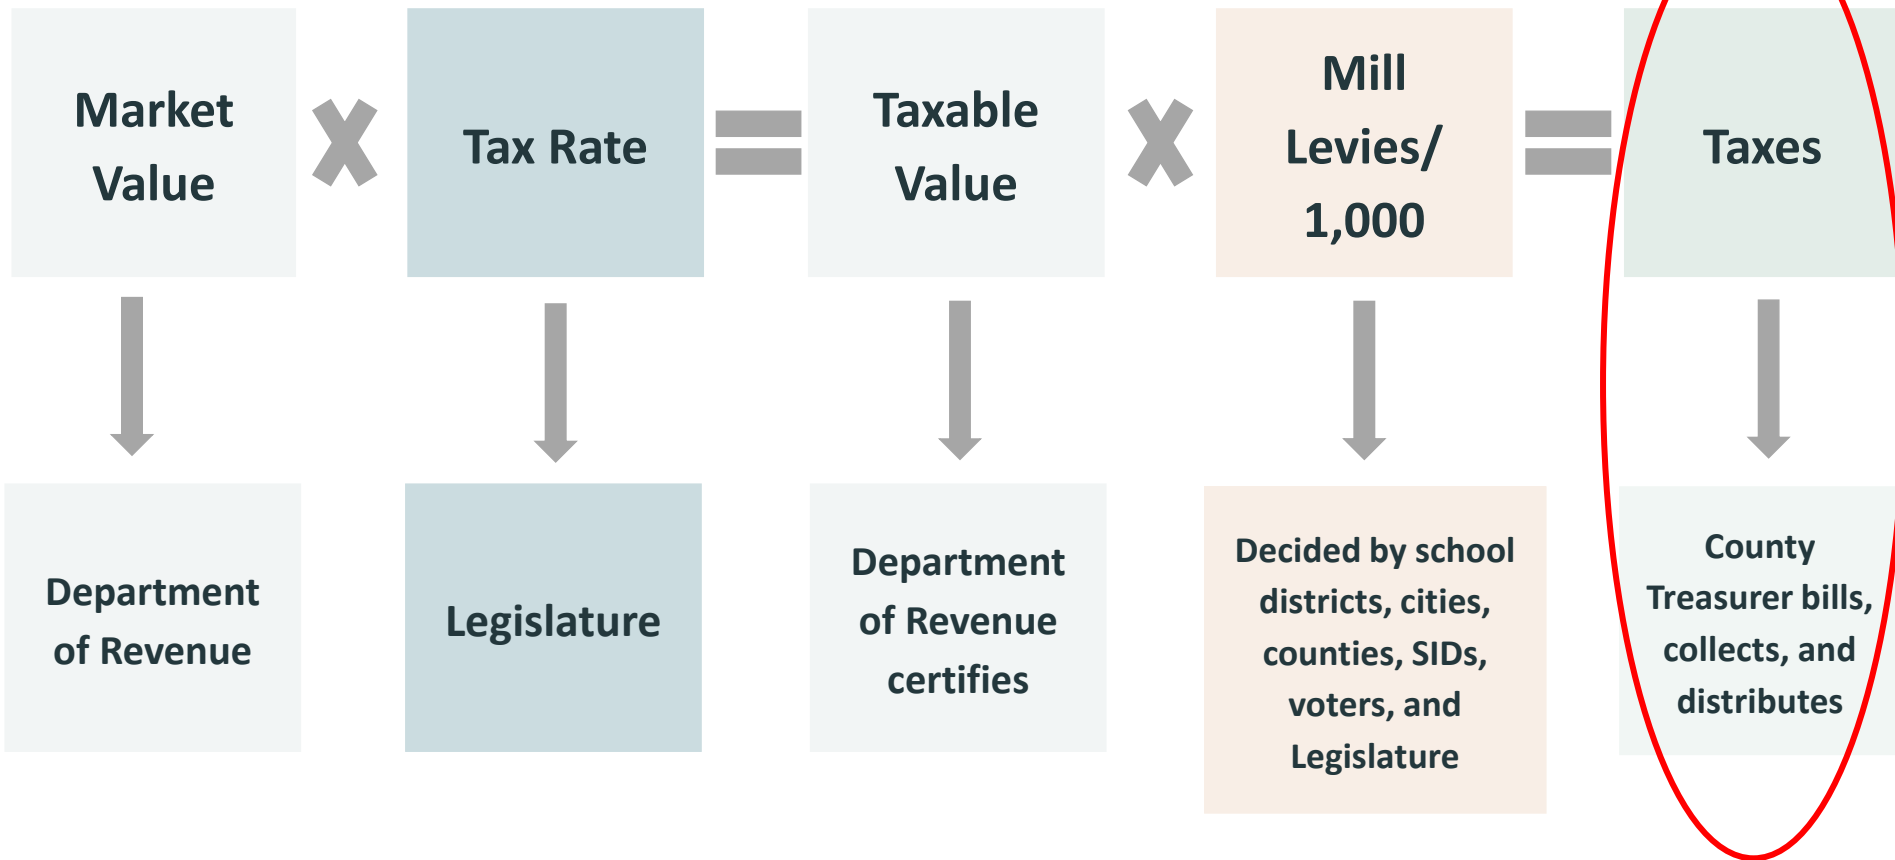 Market
Value
Tax Rate
Taxable
Value
Mill
Levies/
1,000
Taxes
Department
of Revenue
Legislature
Department
of Revenue
certifies
Decided by school
districts, cities,
counties, SIDs,
voters, and
Legislature
County
Treasurer bills,
collects, and
distributes